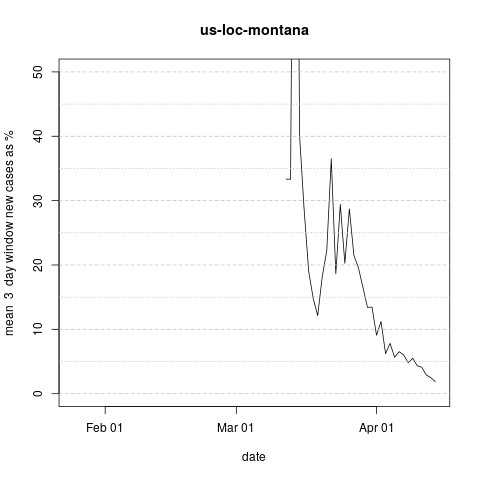 us-loc-montana
mean  3  day window new cases as %
50
40
30
20
10
0
Feb 01
Mar 01
Apr 01
date